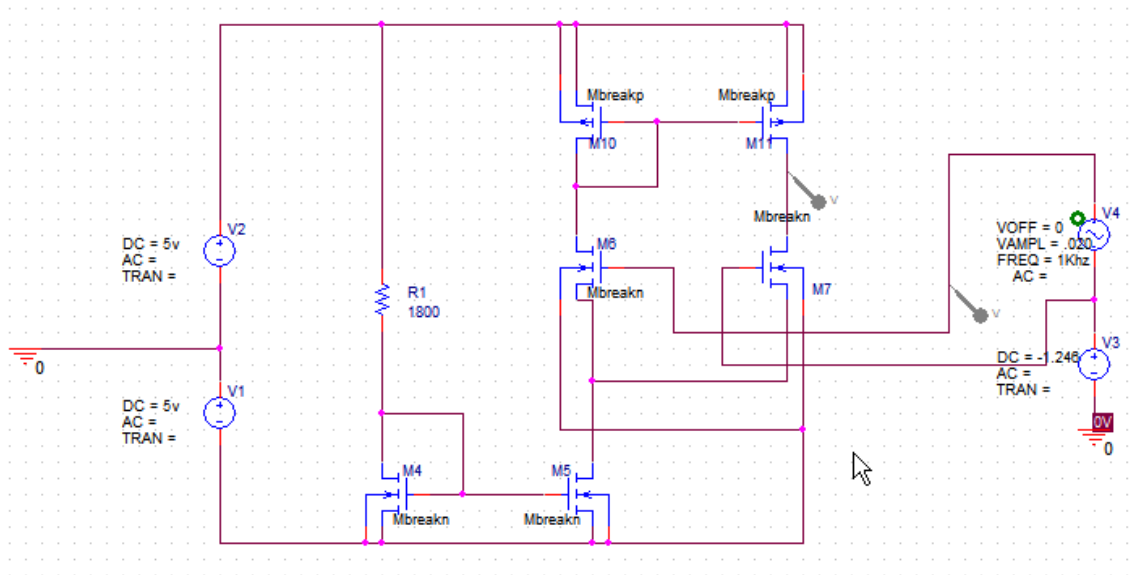 Mbreakp
Mbreakp
M10
M11
V
Mbreakn
V2
DC = 5v
AC =
TRAN =
M6
Mbreakn
M7
V4
VOFF = 0
VAMPL = .020
FREQ = 1Khz
AC =
R1
1800
V
0
V3
DC = -1.246
AC =
TRAN =
V1
DC = 5v
AC =
TRAN =
0V
0
M4
Mbreakn
M5
Mbreakn